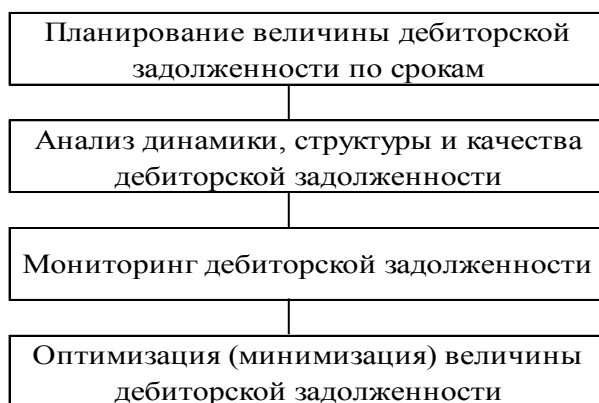 Планирование величины дебиторской
задолженности по срокам
Анализ динамики, структуры и качества
дебиторской задолженности
Мониторинг дебиторской задолженности
Оптимизация (минимизация) величины
дебиторской задолженности